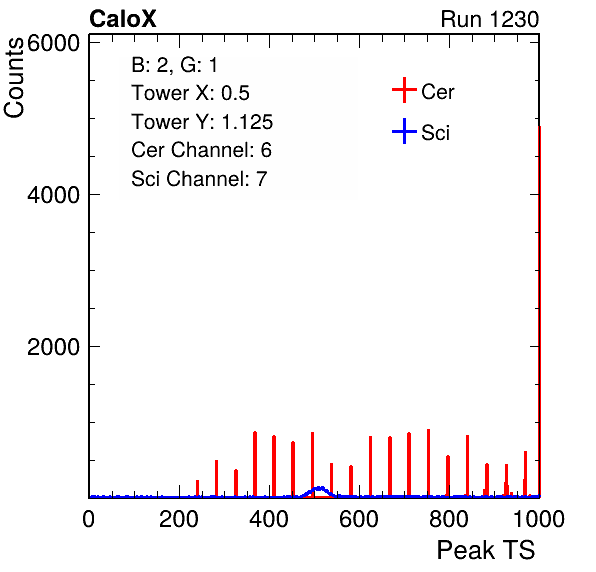 CaloX Run 1230
6000
4000
2000
Counts
B: 2, G: 1
Tower X: 0.5
Tower Y: 1.125
Cer Channel: 6
Sci Channel: 7
Cer
Sci
0 200 400 600 800 1000
Peak TS